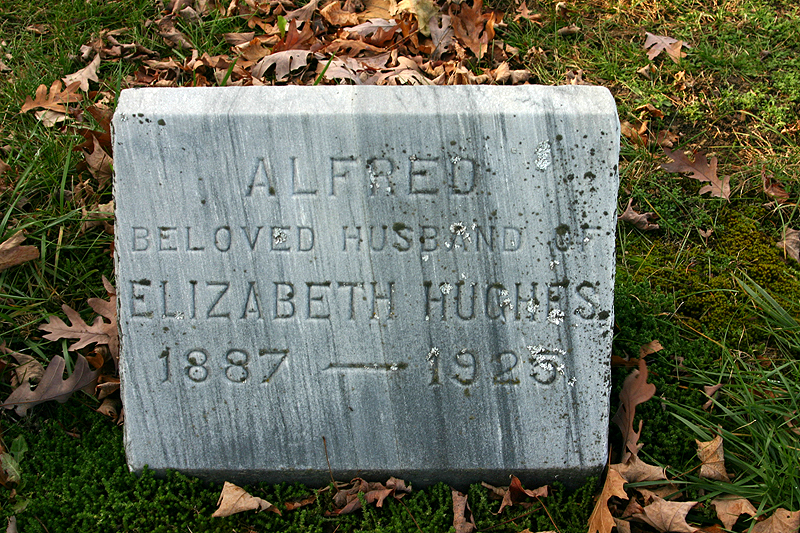 ALFRED
BELOVED HUSBAND OF
ELIZABETH HUGHES
1887 — 1925